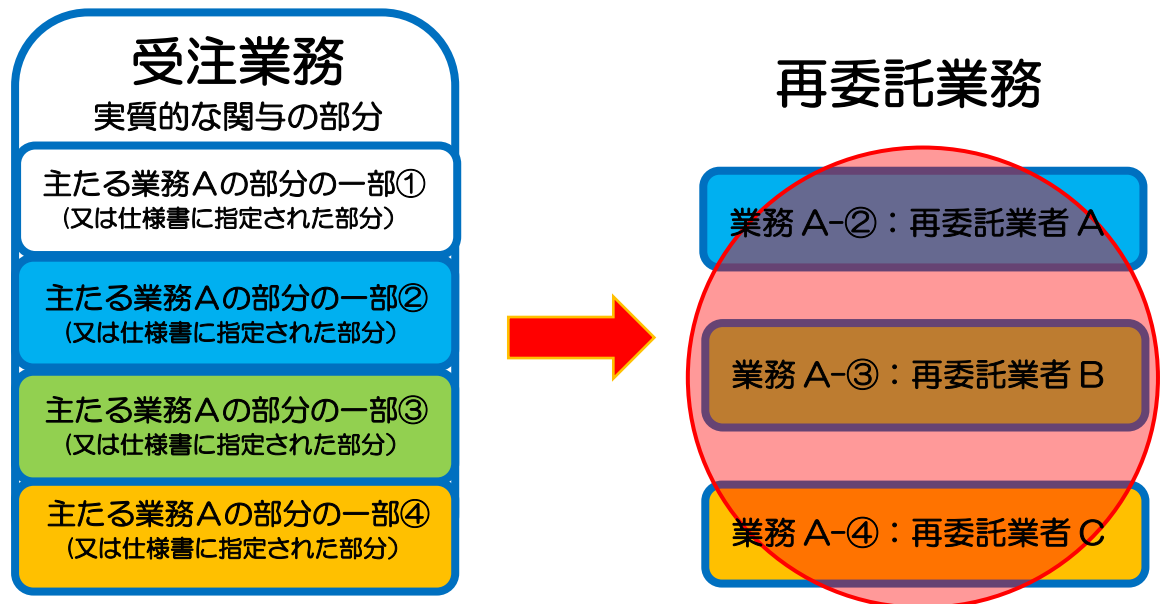 受注業務
実質的な関与の部分
主たる業務Aの部分の一部①
（又は仕様書に指定された部分）
主たる業務Aの部分の一部②
（又は仕様書に指定された部分）
主たる業務Aの部分の一部③
（又は仕様書に指定された部分）
主たる業務Aの部分の一部④
（又は仕様書に指定された部分）
再委託業務
業務 A-②：再委託業者 A
業務 A-③：再委託業者 B
業務 A-④：再委託業者 C